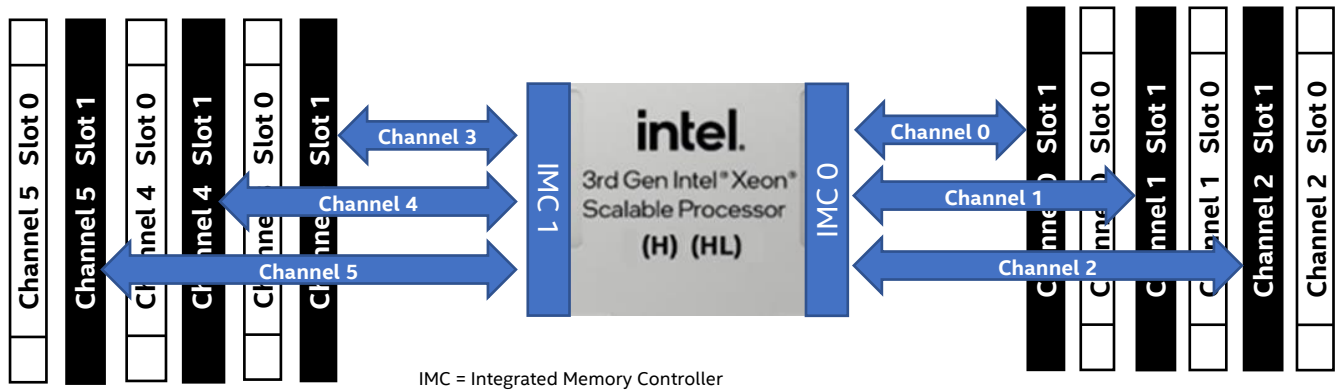 Channel 5 Slot 0
Channel 5 Slot 1
Channel 4 Slot 0
Channel 4 Slot 1
Slot 0
Slot 1
Channel 3
Channel 4
Channel 5
IMC 1
intel.
3rd Gen Intel® Xeon®
Scalable Processor
(H) (HL)
IMC 0
Channel 0
Channel 1
Channel 2
Slot 1
Slot 0
Channel 1 Slot 1
Channel 1 Slot 0
Channel 2 Slot 1
Channel 2 Slot 0
IMC = Integrated Memory Controller